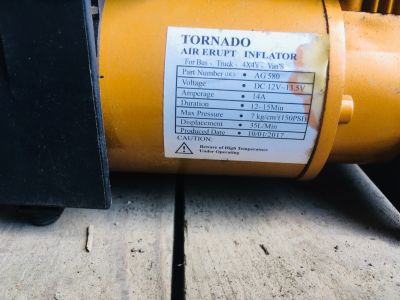 TORNADO
AIR ERUPT INFLATOR
For Bas · Truck · 4X4's · Van'S
Part Number • AG 580
Voltage • DC 12V~13.5V
Amperage • 14A
Duration • 12~15Min
Max Pressure • 7 kg/cm²(150PSI)
Displacement • 35L/Min
Produced Date • 10/01/2017
CAUTION:
Beware of High Temperature
Under Operating